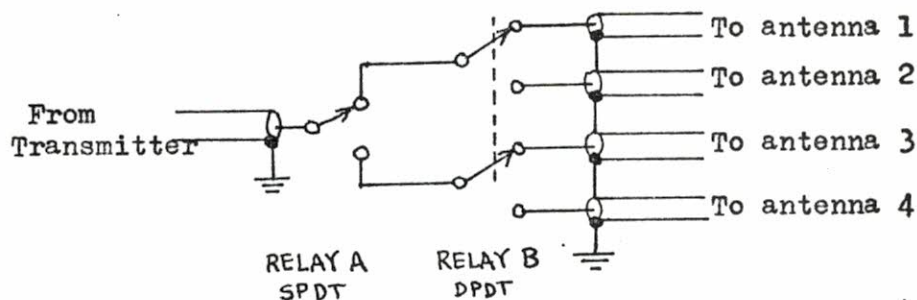 To antenna 1
To antenna 2
From
Transmitter
To antenna 3
To antenna 4
RELAY A
SPDT
RELAY B
DPDT